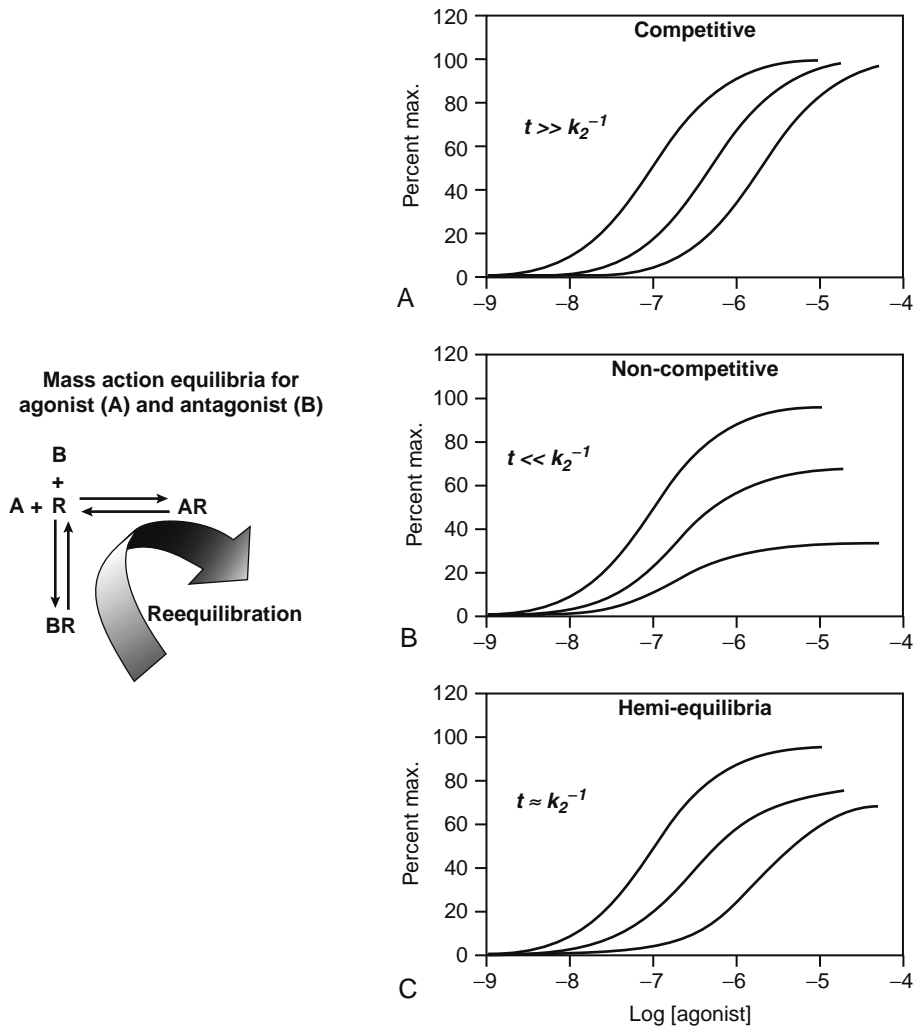 Mass action equilibria for
agonist (A) and antagonist (B)
B
+
A + R
AR
BR
Reequilibration
Competitive
t >> k₂⁻¹
Percent max.
120
100
80
60
40
20
0
–9 –8 –7 –6 –5 –4
A
Non-competitive
t << k₂⁻¹
Percent max.
120
100
80
60
40
20
0
–9 –8 –7 –6 –5 –4
B
Hemi-equilibria
t ≈ k₂⁻¹
Percent max.
120
100
80
60
40
20
0
–9 –8 –7 –6 –5 –4
C
Log [agonist]